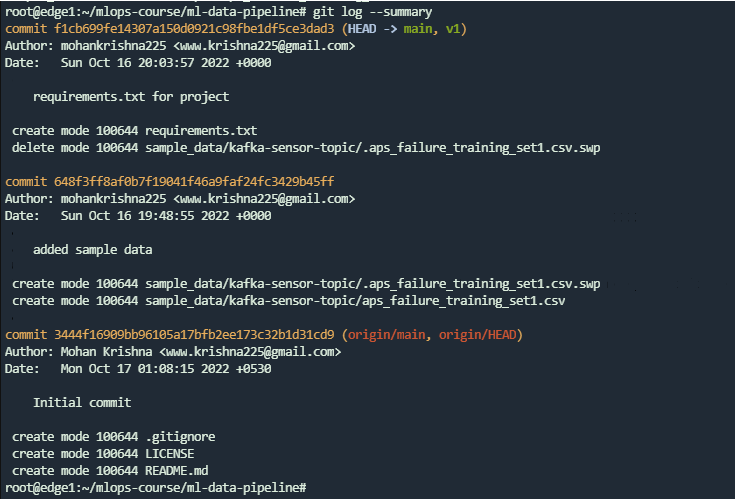 root@edge1:~/mlops-course/ml-data-pipeline# git log --summary
commit f1cb699fe14307a150d0921c98fbe1df5ce3dad3 (HEAD -> main, v1)
Author: mohankrishna225 <www.krishna225@gmail.com>
Date:   Sun Oct 16 20:03:57 2022 +0000
    requirements.txt for project
 create mode 100644 requirements.txt
 delete mode 100644 sample_data/kafka-sensor-topic/.aps_failure_training_set1.csv.swp
commit 648f3ff8af0b7f19041f46a9faf24fc3429b45ff
Author: mohankrishna225 <www.krishna225@gmail.com>
Date:   Sun Oct 16 19:48:55 2022 +0000
    added sample data
 create mode 100644 sample_data/kafka-sensor-topic/.aps_failure_training_set1.csv.swp
 create mode 100644 sample_data/kafka-sensor-topic/aps_failure_training_set1.csv
commit 3444f16909bb96105a17bfb2ee173c32b1d31cd9 (origin/main, origin/HEAD)
Author: Mohan Krishna <www.krishna225@gmail.com>
Date:   Mon Oct 17 01:08:15 2022 +0530
    Initial commit
 create mode 100644 .gitignore
 create mode 100644 LICENSE
 create mode 100644 README.md
root@edge1:~/mlops-course/ml-data-pipeline#